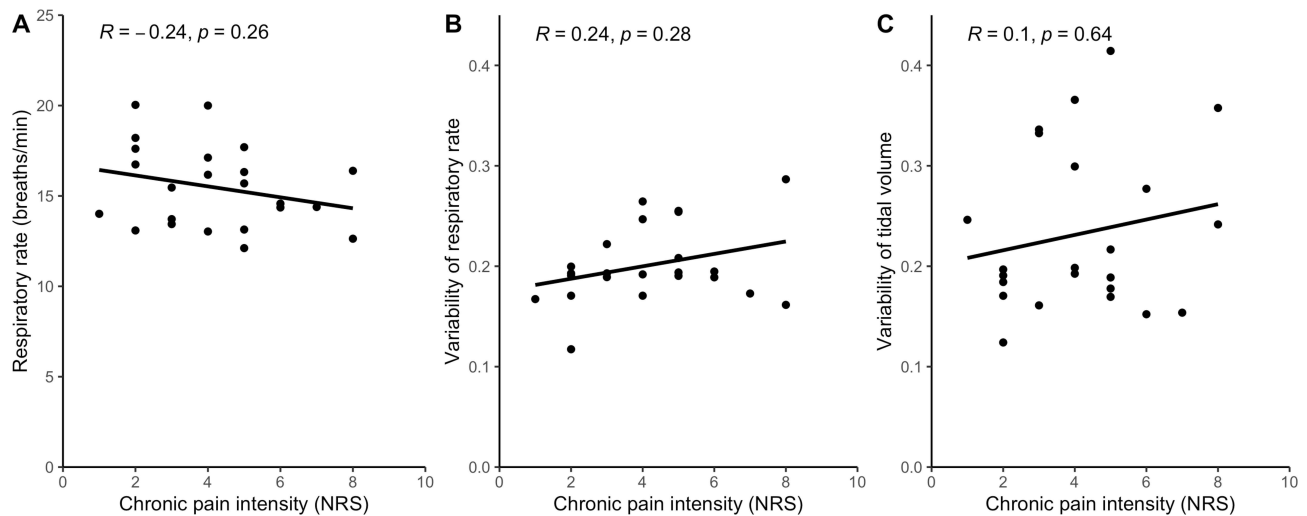 A
R = −0.24, p = 0.26
Respiratory rate (breaths/min)
25
20
15
10
5
0
0 2 4 6 8 10
Chronic pain intensity (NRS)
B
R = 0.24, p = 0.28
Variability of respiratory rate
0.4
0.3
0.2
0.1
0.0
0 2 4 6 8 10
Chronic pain intensity (NRS)
C
R = 0.1, p = 0.64
Variability of tidal volume
0.4
0.3
0.2
0.1
0.0
0 2 4 6 8 10
Chronic pain intensity (NRS)